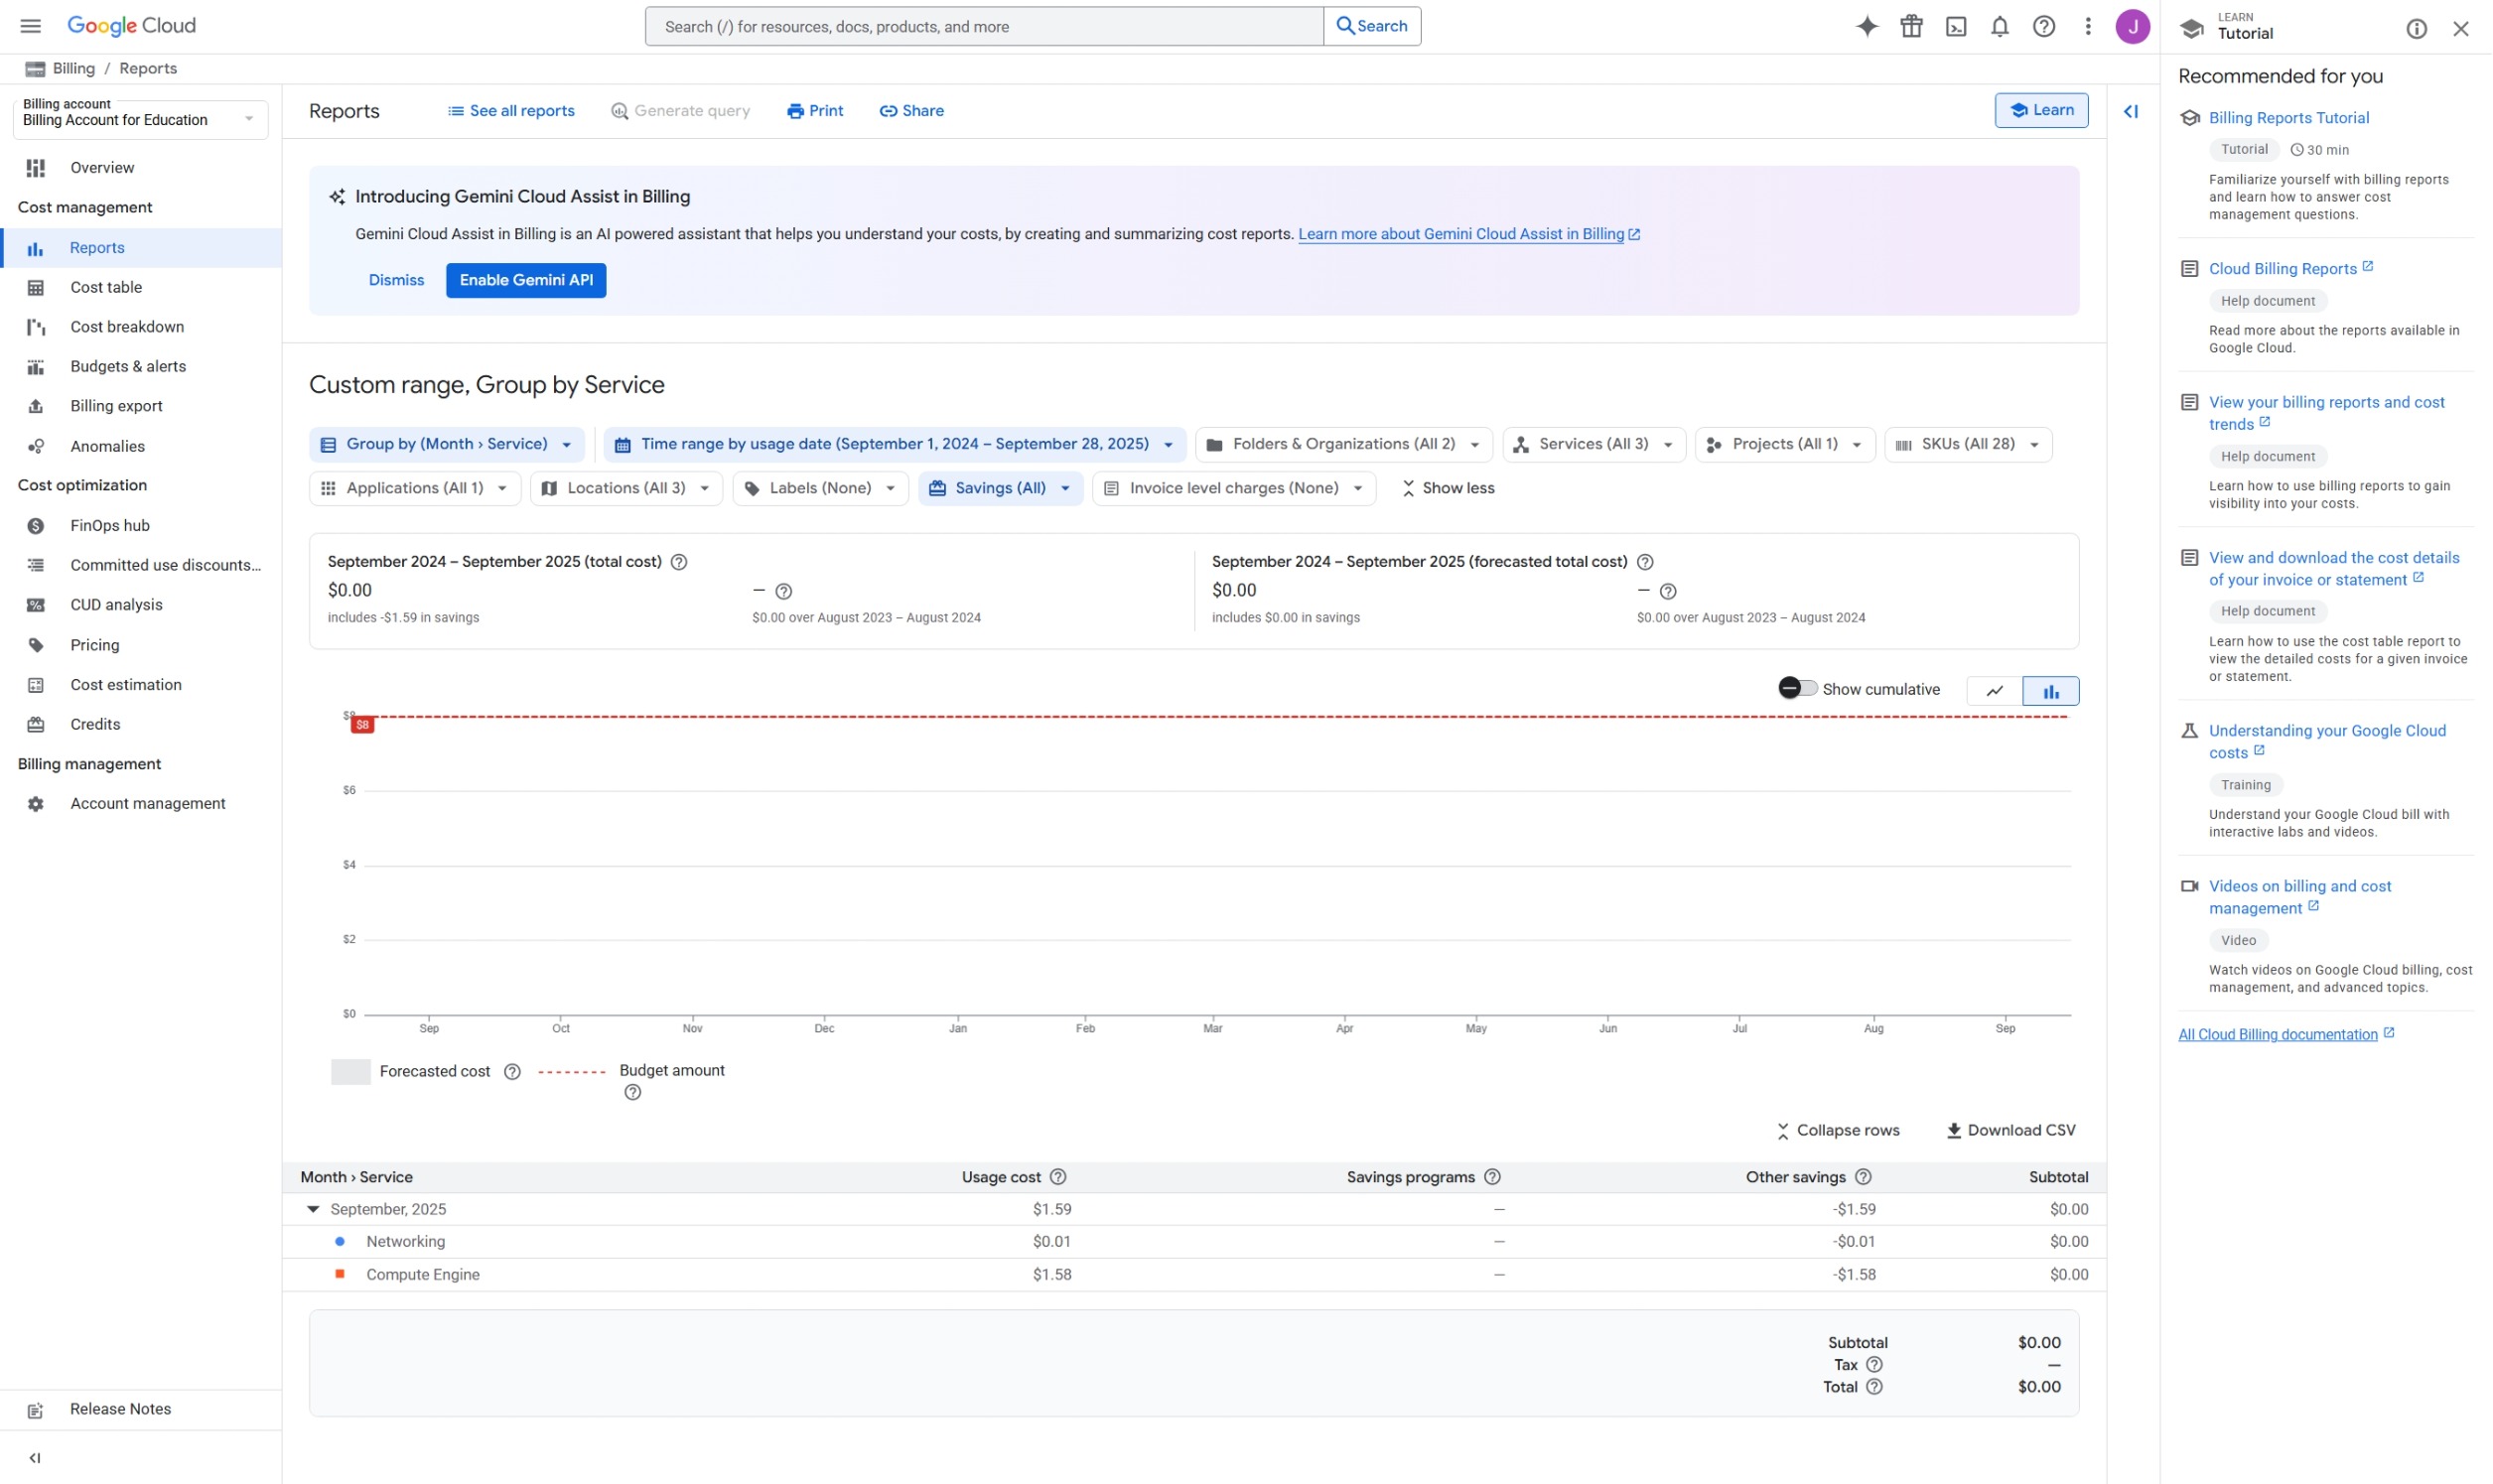 Google Cloud
Search (/) for resources, docs, products, and more
Search
J
LEARN
Tutorial
Billing / Reports
Billing account
Billing Account for Education
Overview
Cost management
Reports
Cost table
Cost breakdown
Budgets & alerts
Billing export
Anomalies
Cost optimization
FinOps hub
Committed use discounts...
CUD analysis
Pricing
Cost estimation
Credits
Billing management
Account management
Release Notes
Reports
See all reports
Generate query
Print
Share
Learn
Introducing Gemini Cloud Assist in Billing
Gemini Cloud Assist in Billing is an AI powered assistant that helps you understand your costs, by creating and summarizing cost reports. Learn more about Gemini Cloud Assist in Billing
Dismiss
Enable Gemini API
Custom range, Group by Service
Group by (Month › Service)
Time range by usage date (September 1, 2024 – September 28, 2025)
Folders & Organizations (All 2)
Services (All 3)
Projects (All 1)
SKUs (All 28)
Applications (All 1)
Locations (All 3)
Labels (None)
Savings (All)
Invoice level charges (None)
Show less
September 2024 – September 2025 (total cost)
$0.00
includes -$1.59 in savings
—
$0.00 over August 2023 – August 2024
September 2024 – September 2025 (forecasted total cost)
$0.00
includes $0.00 in savings
—
$0.00 over August 2023 – August 2024
Show cumulative
$8
$8
$6
$4
$2
$0
Sep Oct Nov Dec Jan Feb Mar Apr May Jun Jul Aug Sep
Forecasted cost
Budget amount
Collapse rows
Download CSV
Month › Service Usage cost Savings programs Other savings Subtotal
September, 2025 $1.59 — -$1.59 $0.00
Networking $0.01 — -$0.01 $0.00
Compute Engine $1.58 — -$1.58 $0.00
Subtotal $0.00
Tax —
Total $0.00
Recommended for you
Billing Reports Tutorial
Tutorial 30 min
Familiarize yourself with billing reports
and learn how to answer cost
management questions.
Cloud Billing Reports
Help document
Read more about the reports available in
Google Cloud.
View your billing reports and cost
trends
Help document
Learn how to use billing reports to gain
visibility into your costs.
View and download the cost details
of your invoice or statement
Help document
Learn how to use the cost table report to
view the detailed costs for a given invoice
or statement.
Understanding your Google Cloud
costs
Training
Understand your Google Cloud bill with
interactive labs and videos.
Videos on billing and cost
management
Video
Watch videos on Google Cloud billing, cost
management, and advanced topics.
All Cloud Billing documentation